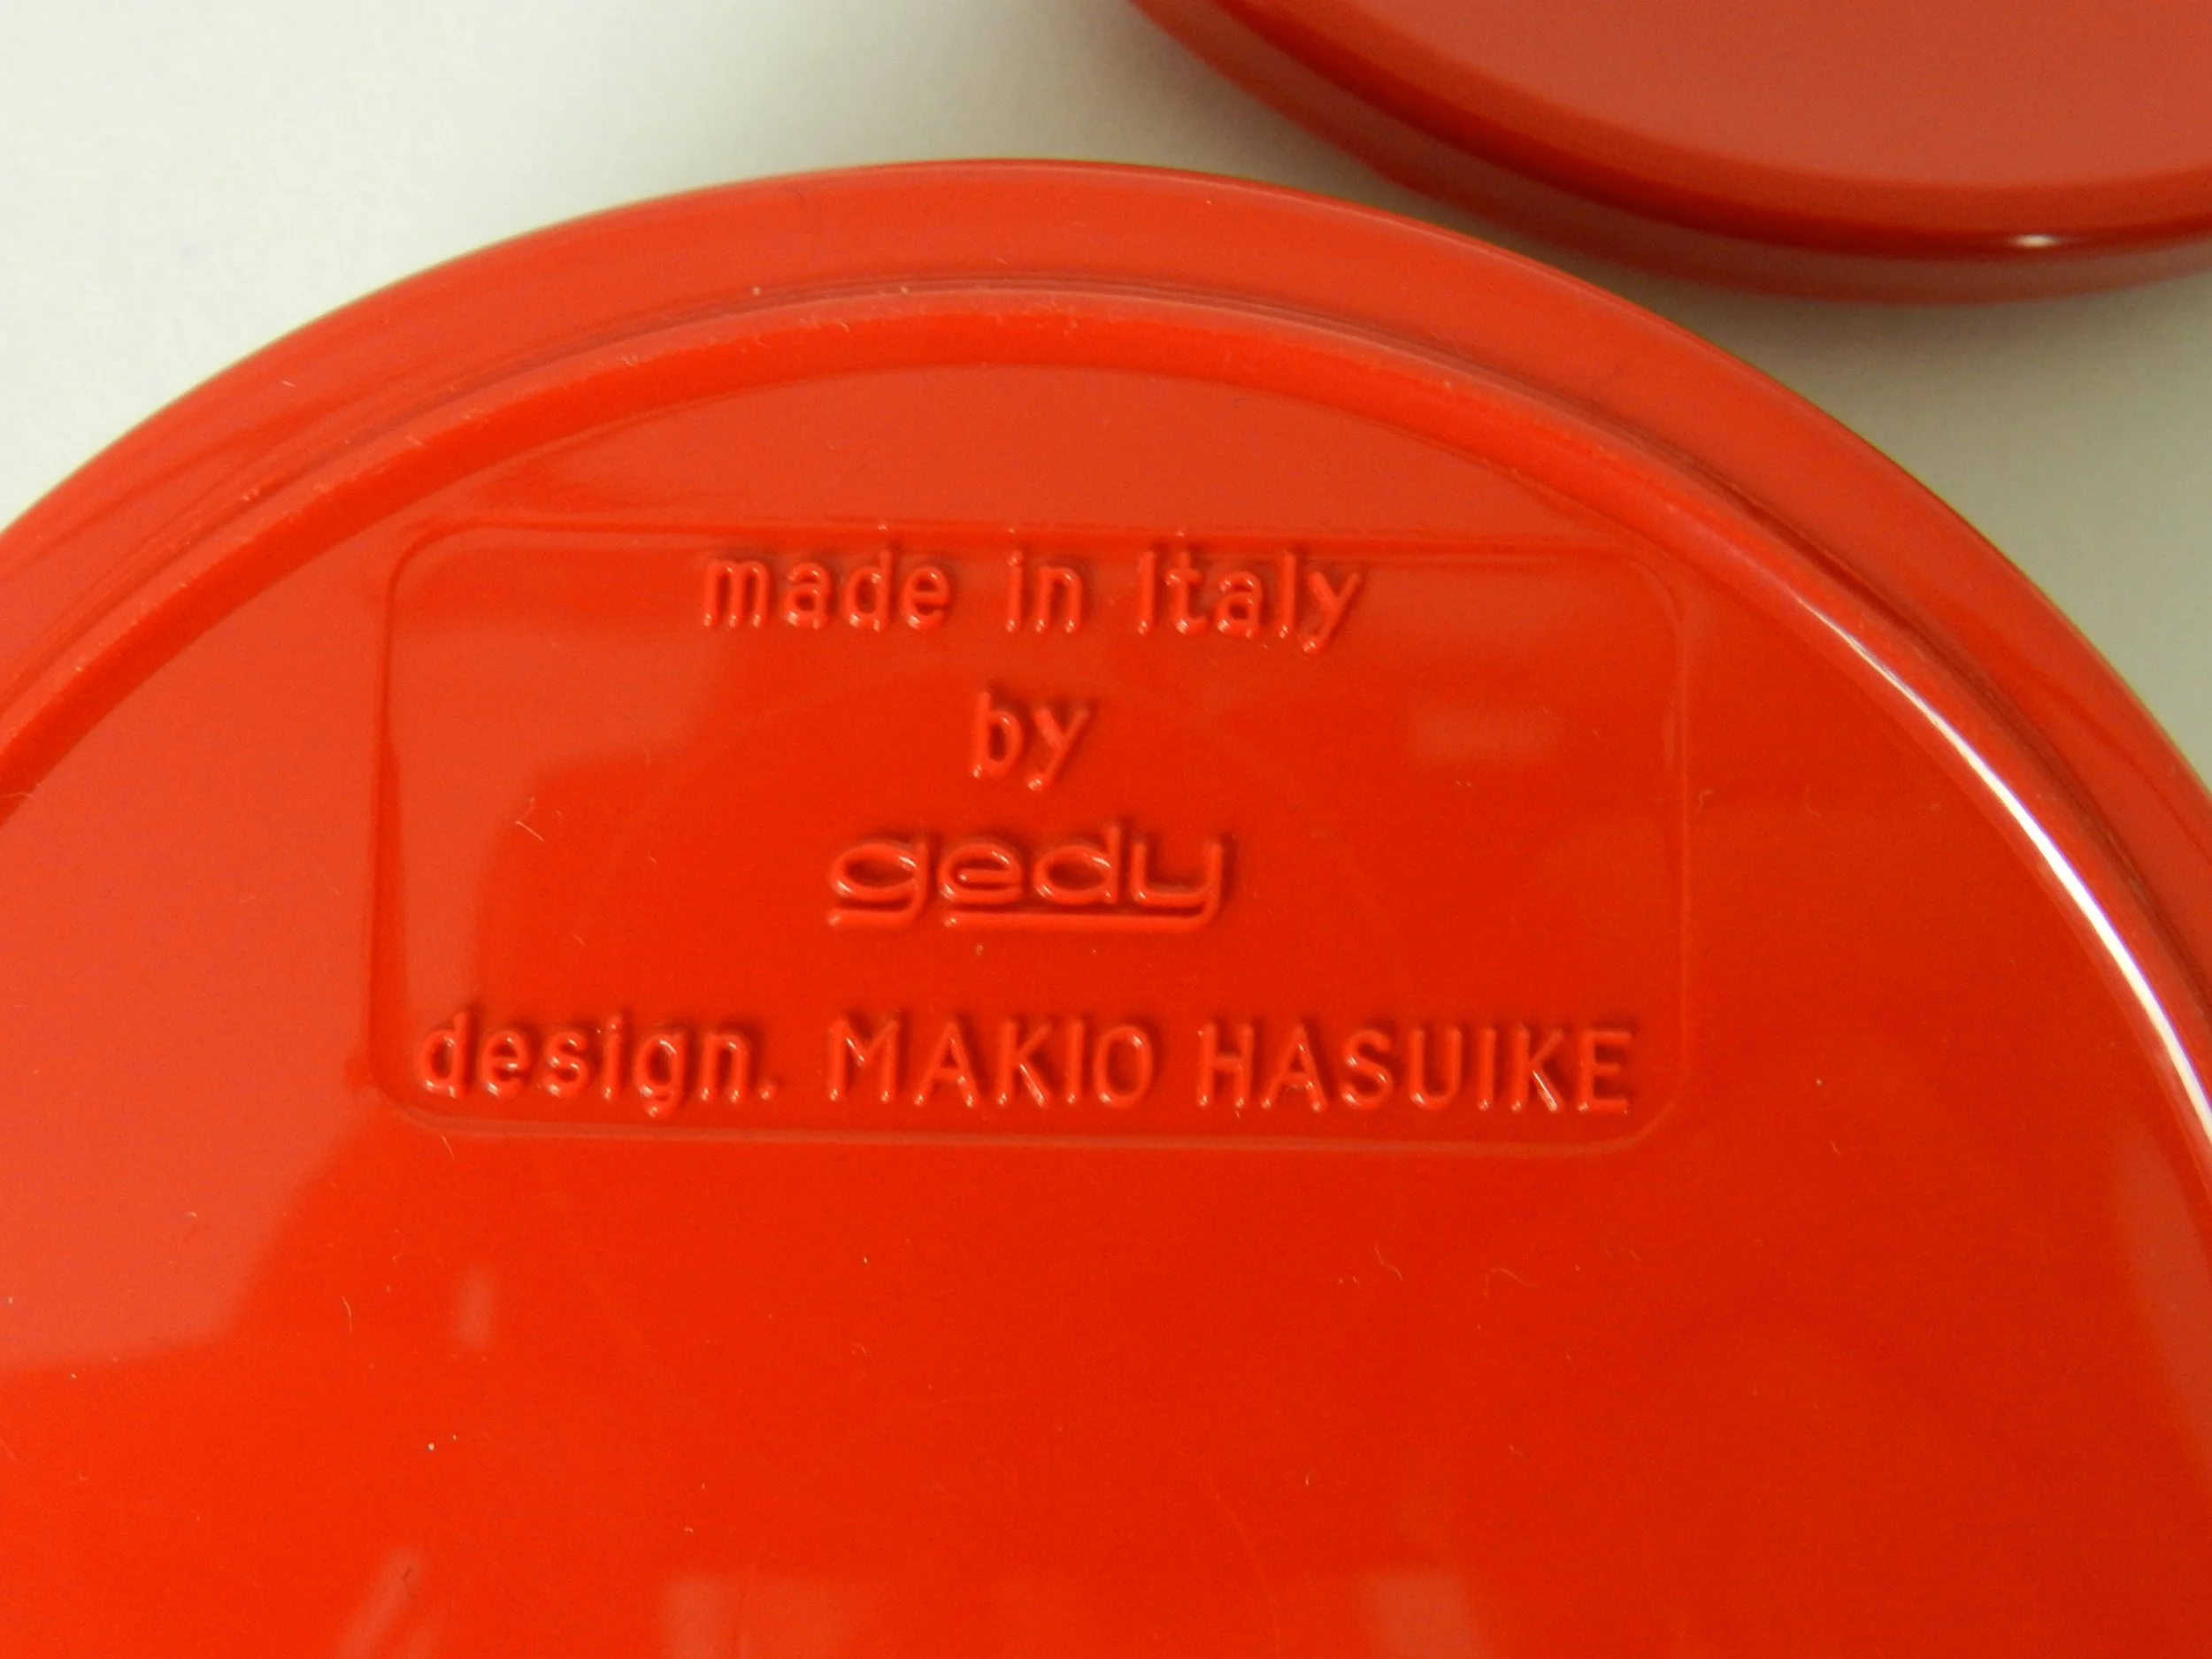 made in Italy
by
gedy
design. MAKIO HASUIKE